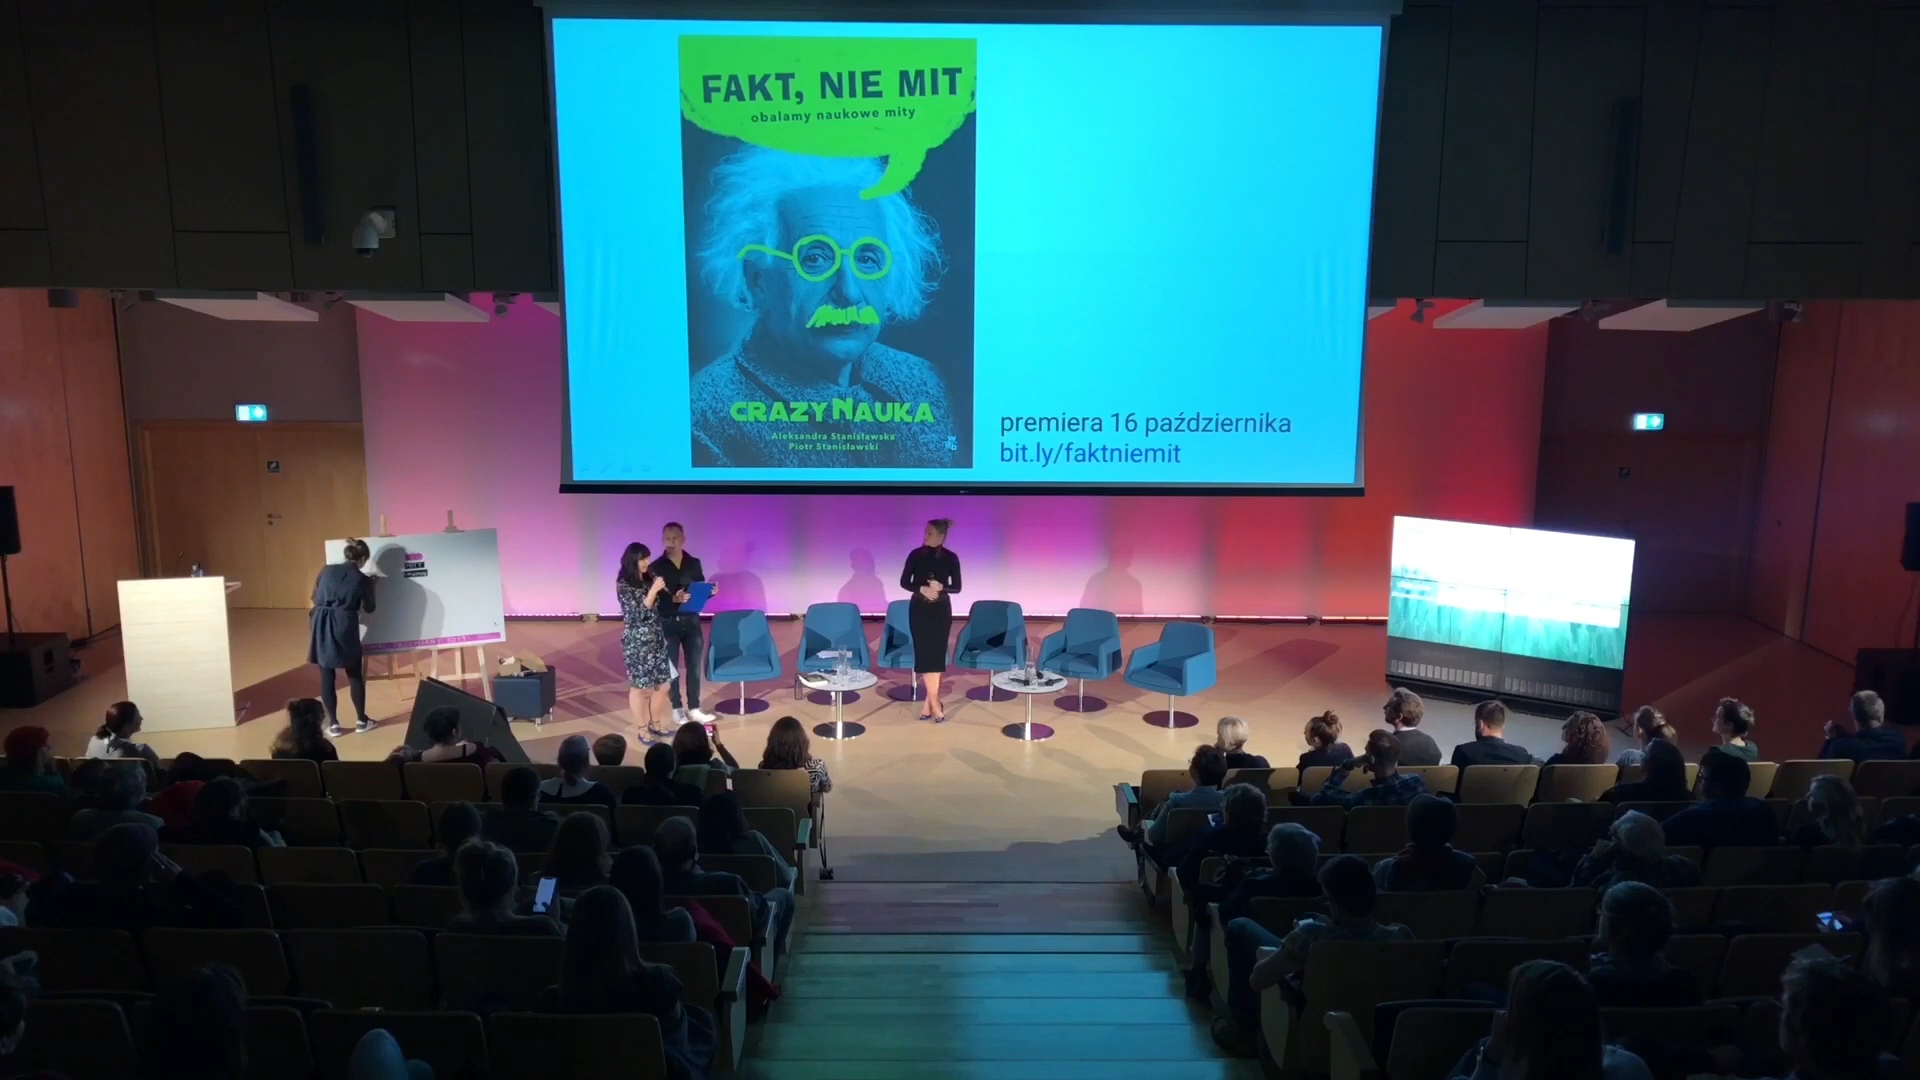 FAKT, NIE MIT
obalamy naukowe mity
CRAZY NAUKA
Aleksandra Stanisławska
Piotr Stanisławski
premiera 16 października
bit.ly/faktniemit